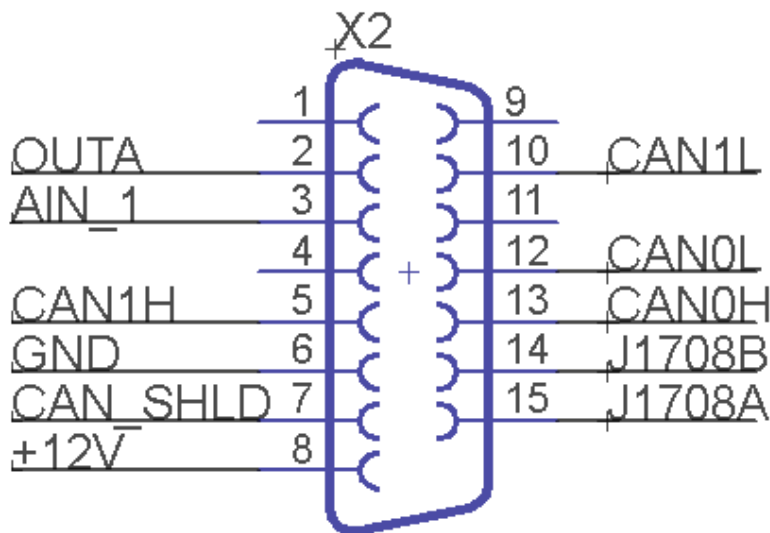 X2
1 9
OUTA 2 10 CAN1L
AIN_1 3 11
4 12 CAN0L
CAN1H 5 13 CAN0H
GND 6 14 J1708B
CAN_SHLD 7 15 J1708A
+12V 8